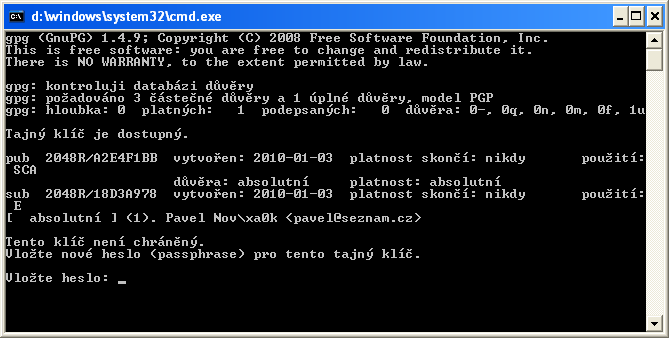 d:\windows\system32\cmd.exe
gpg (GnuPG) 1.4.9; Copyright (C) 2008 Free Software Foundation, Inc.
This is free software: you are free to change and redistribute it.
There is NO WARRANTY, to the extent permitted by law.
gpg: kontroluji databázi důvěry
gpg: požadováno 3 částečné důvěry a 1 úplné důvěry, model PGP
gpg: hloubka: 0  platných:   1  podepsaných:   0  důvěra: 0-, 0q, 0n, 0m, 0f, 1u
Tajný klíč je dostupný.
pub  2048R/A2E4F1BB  vytvořen: 2010-01-03  platnost skončí: nikdy       použití:
SCA
důvěra: absolutní     platnost: absolutní
sub  2048R/18D3A978  vytvořen: 2010-01-03  platnost skončí: nikdy       použití:
E
[  absolutní ] (1). Pavel Nov\xa0k <pavel@seznam.cz>
Tento klíč není chráněný.
Vložte nové heslo (passphrase) pro tento tajný klíč.
Vložte heslo: _